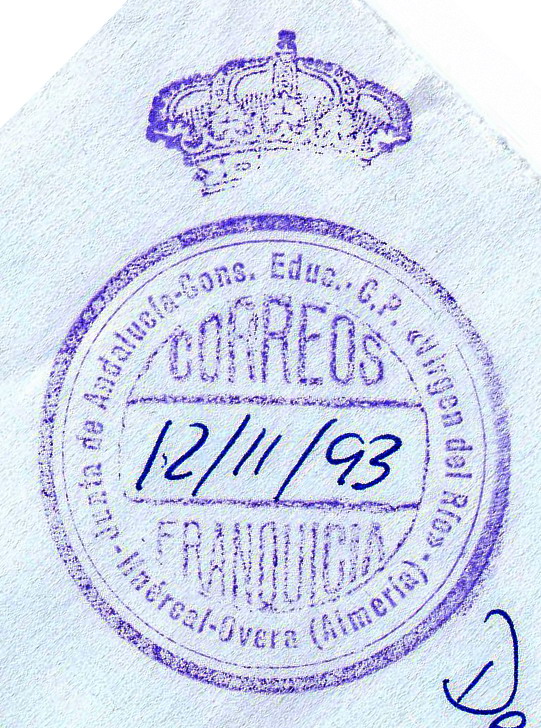 Junta de Andalucía-Cons. Educ.. C.P. «Virgen del Río» - Huércal-Overa (Almería) -
CORREOS
12/11/93
FRANQUICIA